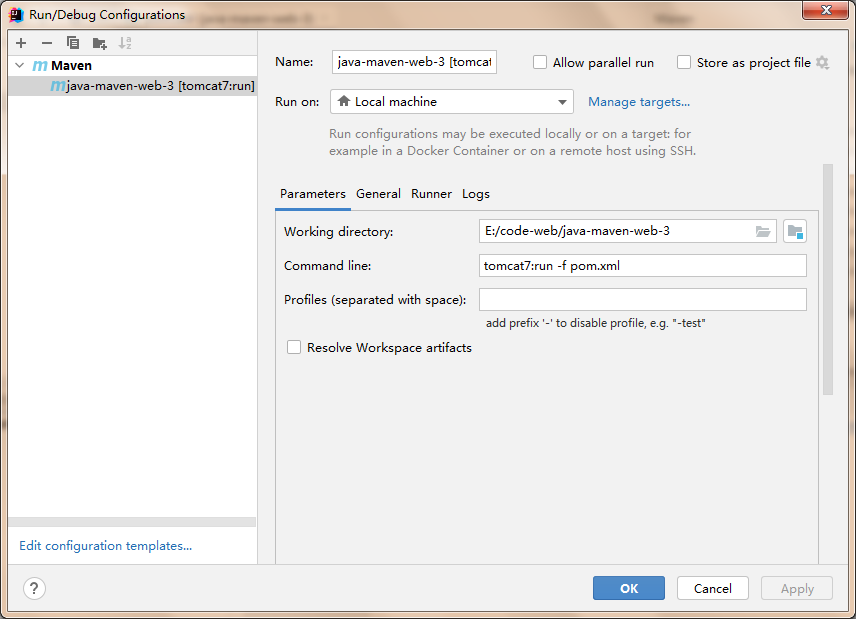 Run/Debug Configurations
Maven
java-maven-web-3 [tomcat7:run]
Edit configuration templates...
Name:
java-maven-web-3 [tomcat
Allow parallel run
Store as project file
Run on:
Local machine
Manage targets...
Run configurations may be executed locally or on a target: for
example in a Docker Container or on a remote host using SSH.
Parameters General Runner Logs
Working directory:
E:/code-web/java-maven-web-3
Command line:
tomcat7:run -f pom.xml
Profiles (separated with space):
add prefix '-' to disable profile, e.g. "-test"
Resolve Workspace artifacts
?
OK
Cancel
Apply